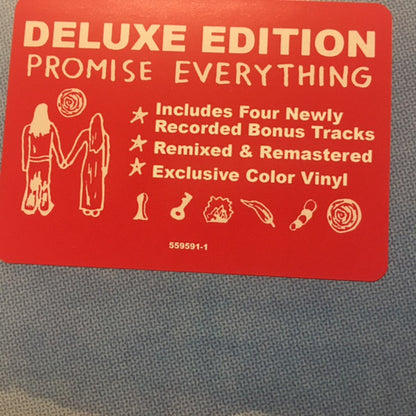 DELUXE EDITION
PROMISE EVERYTHING
Includes Four Newly
Recorded Bonus Tracks
Remixed & Remastered
Exclusive Color Vinyl
559591-1